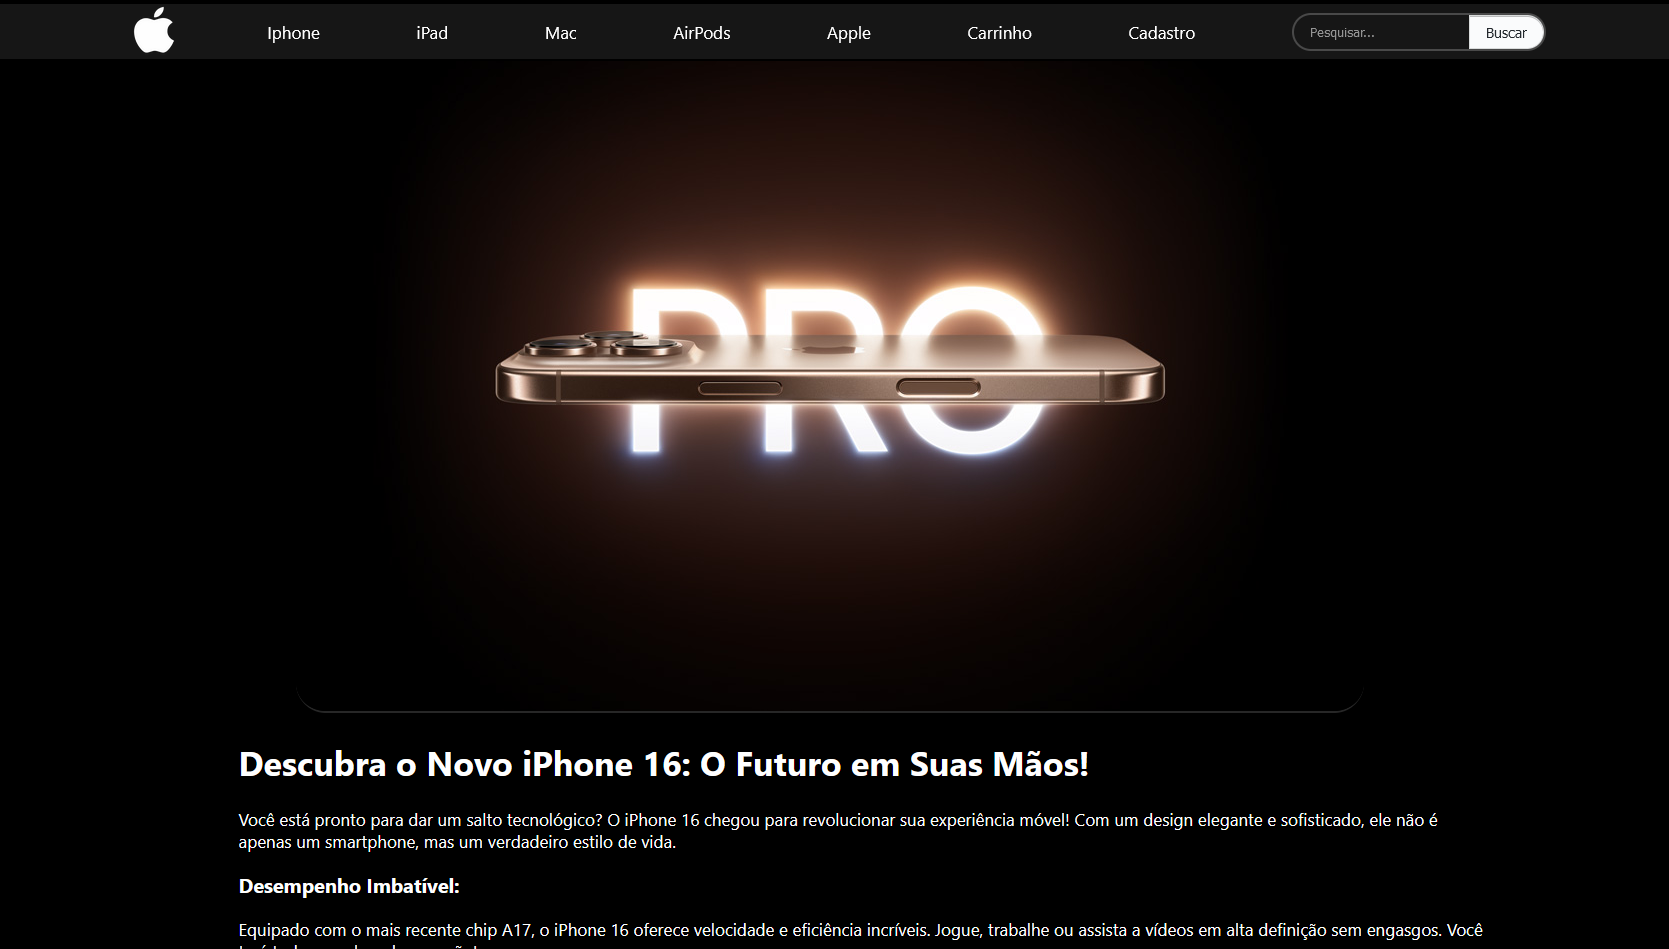 Iphone
iPad
Mac
AirPods
Apple
Carrinho
Cadastro
Pesquisar...
Buscar
PRO
Descubra o Novo iPhone 16: O Futuro em Suas Mãos!
Você está pronto para dar um salto tecnológico? O iPhone 16 chegou para revolucionar sua experiência móvel! Com um design elegante e sofisticado, ele não é
apenas um smartphone, mas um verdadeiro estilo de vida.
Desempenho Imbatível:
Equipado com o mais recente chip A17, o iPhone 16 oferece velocidade e eficiência incríveis. Jogue, trabalhe ou assista a vídeos em alta definição sem engasgos. Você